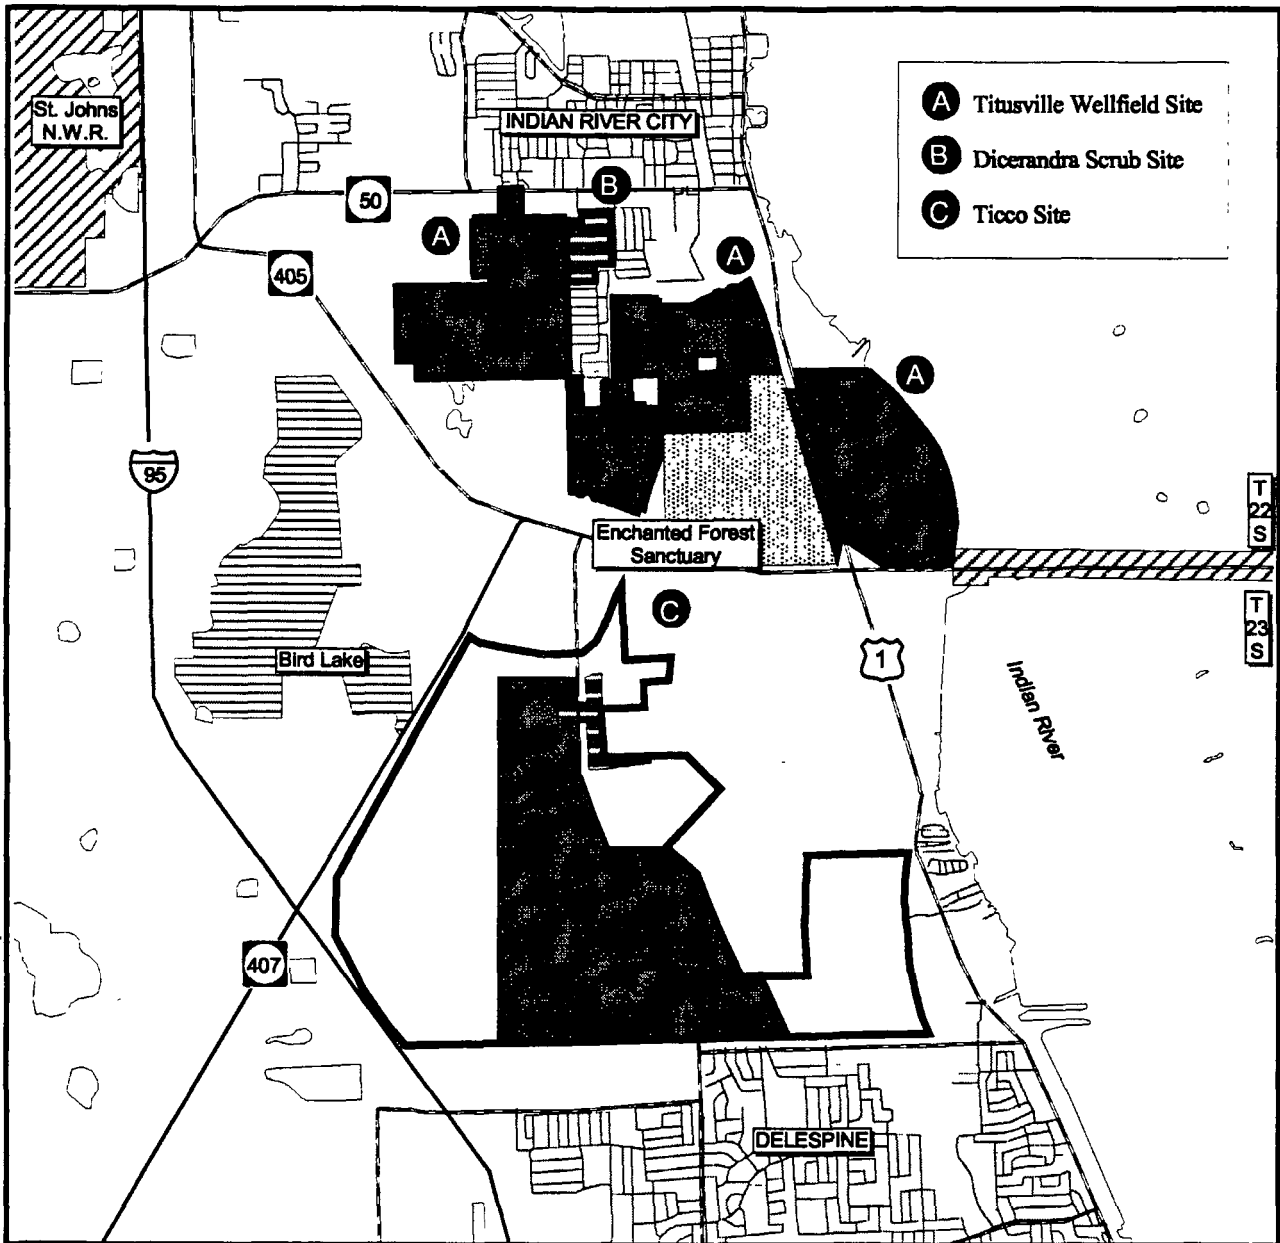 St. Johns
N.W.R.
INDIAN RIVER CITY
A Titusville Wellfield Site
B Dicerandra Scrub Site
C Ticco Site
50
B
A
A
405
A
95
T
22
S
Enchanted Forest
Sanctuary
T
23
S
C
1
Bird Lake
Indian River
407
DELESPINE